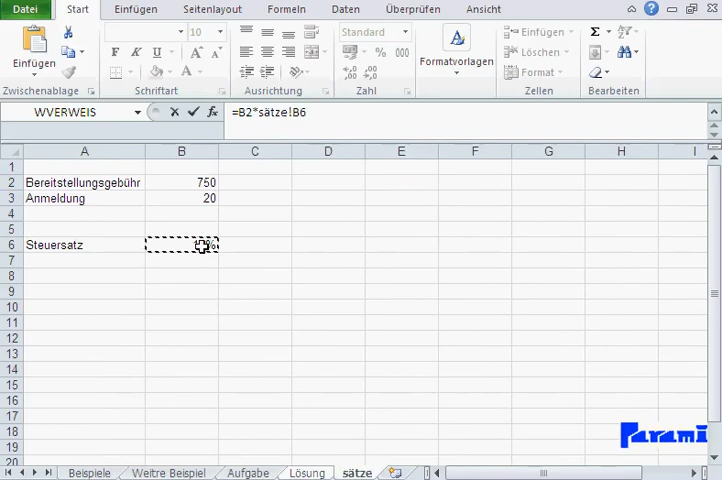 Datei Start Einfügen Seitenlayout Formeln Daten Überprüfen Ansicht
Einfügen F K U 10 A A Standard % 000 Formatvorlagen Einfügen Löschen Format Σ
Zwischenablage Schriftart Ausrichtung Zahl Zellen Bearbeiten
WVERWEIS fx =B2*sätze!B6
A B C D E F G H I
1
2 Bereitstellungsgebühr 750
3 Anmeldung 20
4
5
6 Steuersatz
7
8
9
10
11
12
13
14
15
16
17
18
19
20
Parami
Beispiele Weitre Beispiel Aufgabe Lösung sätze